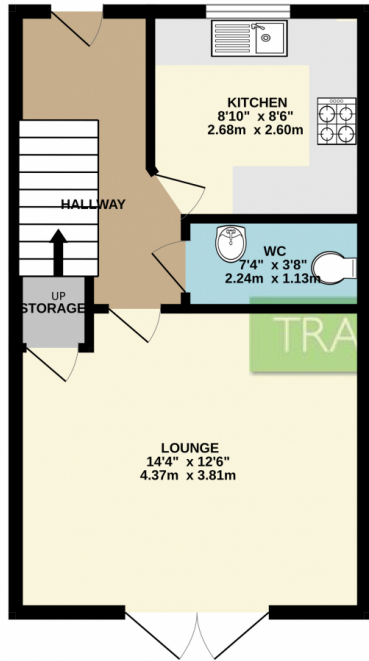 KITCHEN
8'10" x 8'6"
2.68m x 2.60m
HALLWAY
WC
7'4" x 3'8"
2.24m x 1.13m
UP
STORAGE
TRA
LOUNGE
14'4" x 12'6"
4.37m x 3.81m